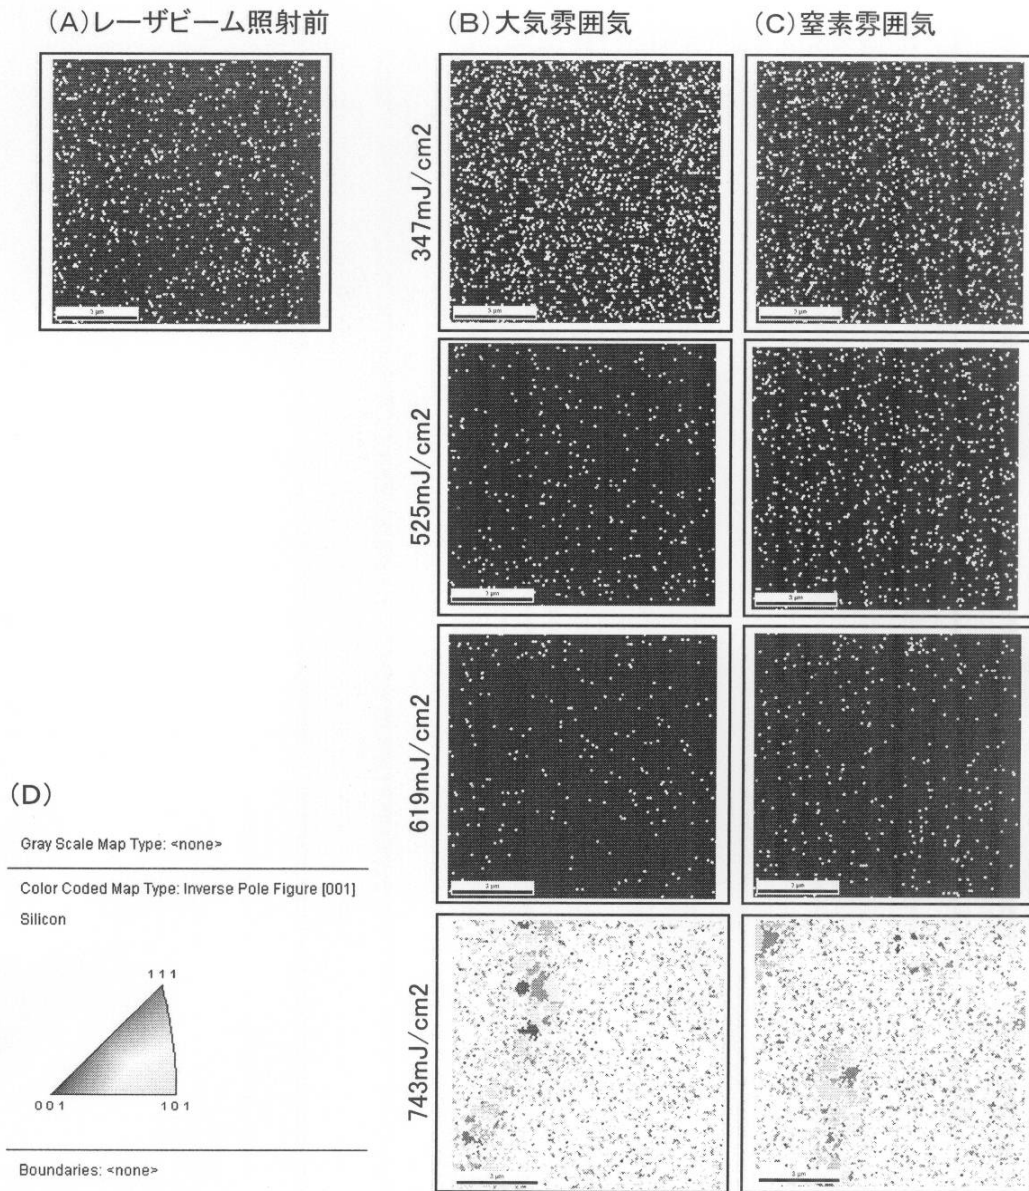 (A)レーザビーム照射前
(B)大気雰囲気
(C)窒素雰囲気
347mJ/cm2
525mJ/cm2
619mJ/cm2
743mJ/cm2
(D)
Gray Scale Map Type: <none>
Color Coded Map Type: Inverse Pole Figure [001]
Silicon
111
001
101
Boundaries: <none>